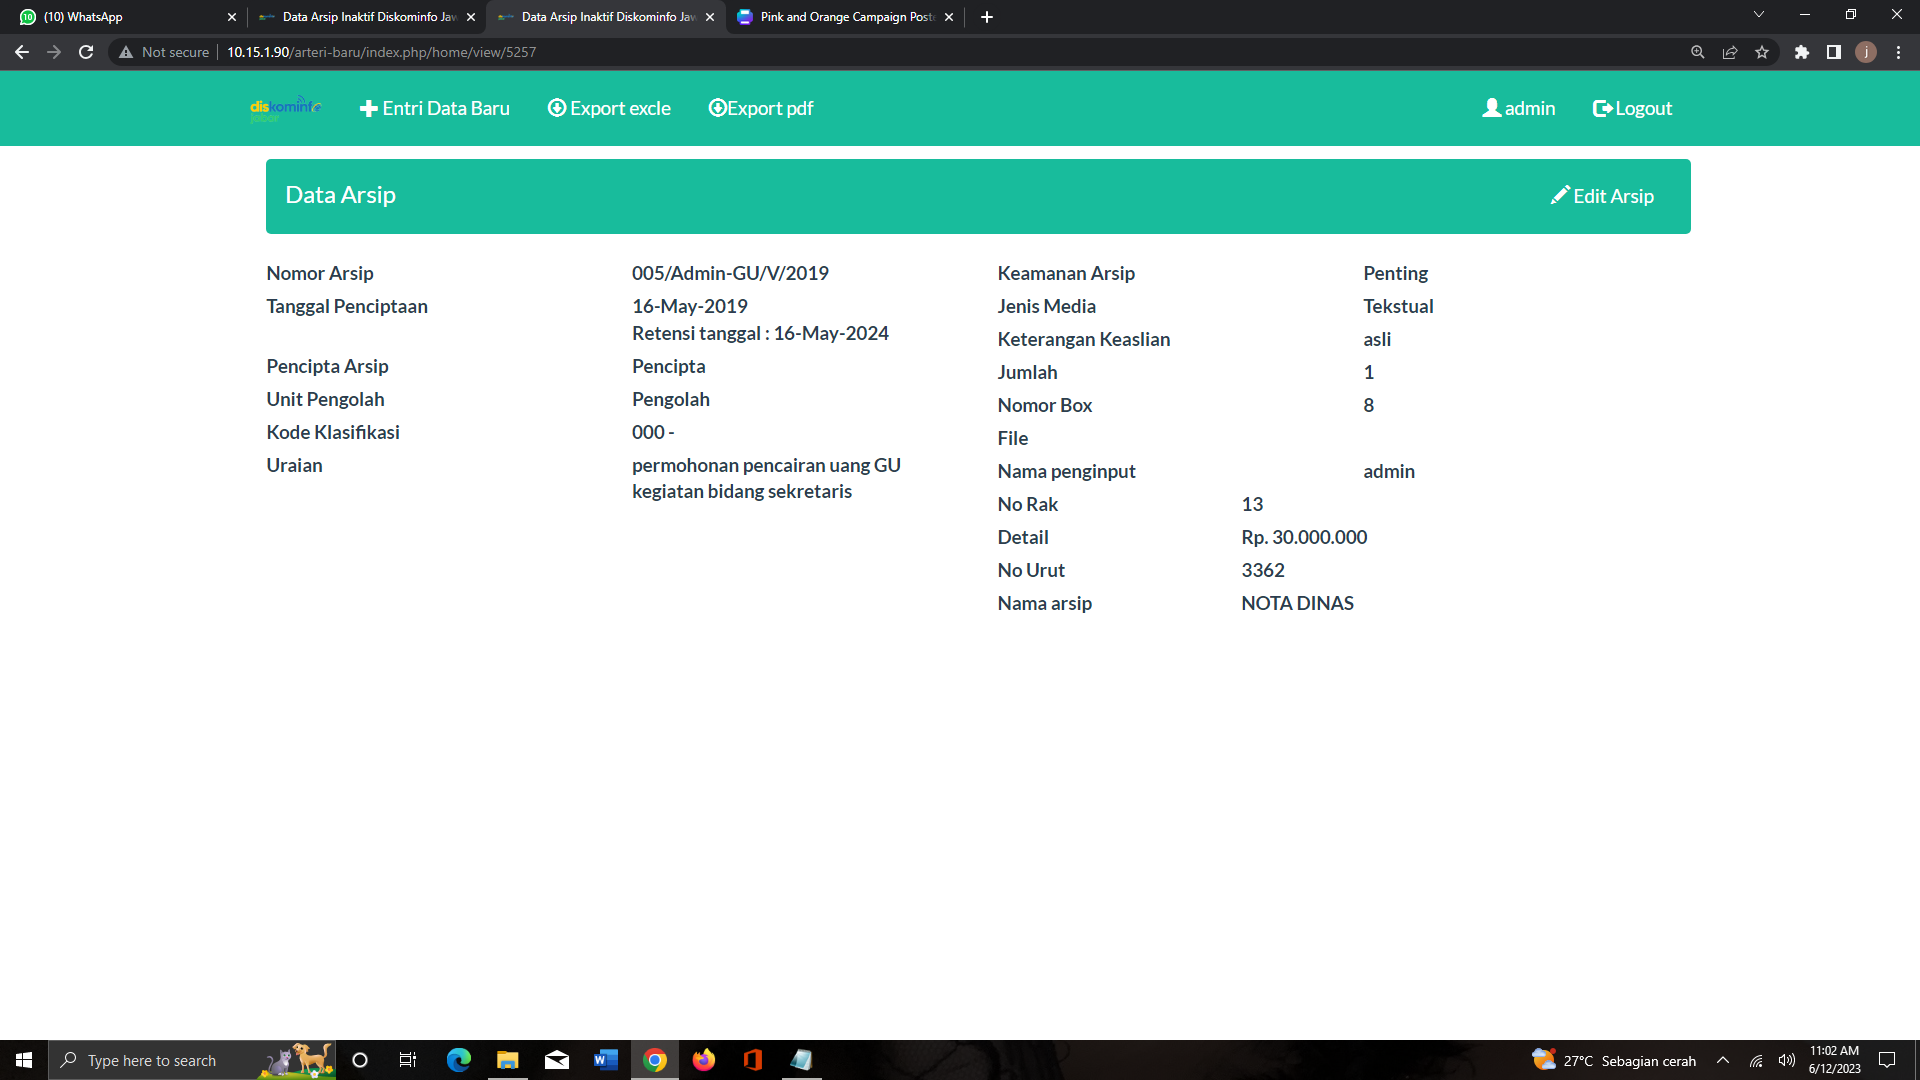 (10) WhatsApp
Data Arsip Inaktif Diskominfo Jaw
Data Arsip Inaktif Diskominfo Jaw
Pink and Orange Campaign Poste
Not secure
10.15.1.90/arteri-baru/index.php/home/view/5257
j
diskominfo
jabar
Entri Data Baru
Export excle
Export pdf
admin
Logout
Data Arsip
Edit Arsip
Nomor Arsip 005/Admin-GU/V/2019
Tanggal Penciptaan 16-May-2019
Retensi tanggal : 16-May-2024
Pencipta Arsip Pencipta
Unit Pengolah Pengolah
Kode Klasifikasi 000 -
Uraian permohonan pencairan uang GU
kegiatan bidang sekretaris
Keamanan Arsip Penting
Jenis Media Tekstual
Keterangan Keaslian asli
Jumlah 1
Nomor Box 8
File
Nama penginput admin
No Rak 13
Detail Rp. 30.000.000
No Urut 3362
Nama arsip NOTA DINAS
Type here to search
27°C Sebagian cerah
11:02 AM
6/12/2023